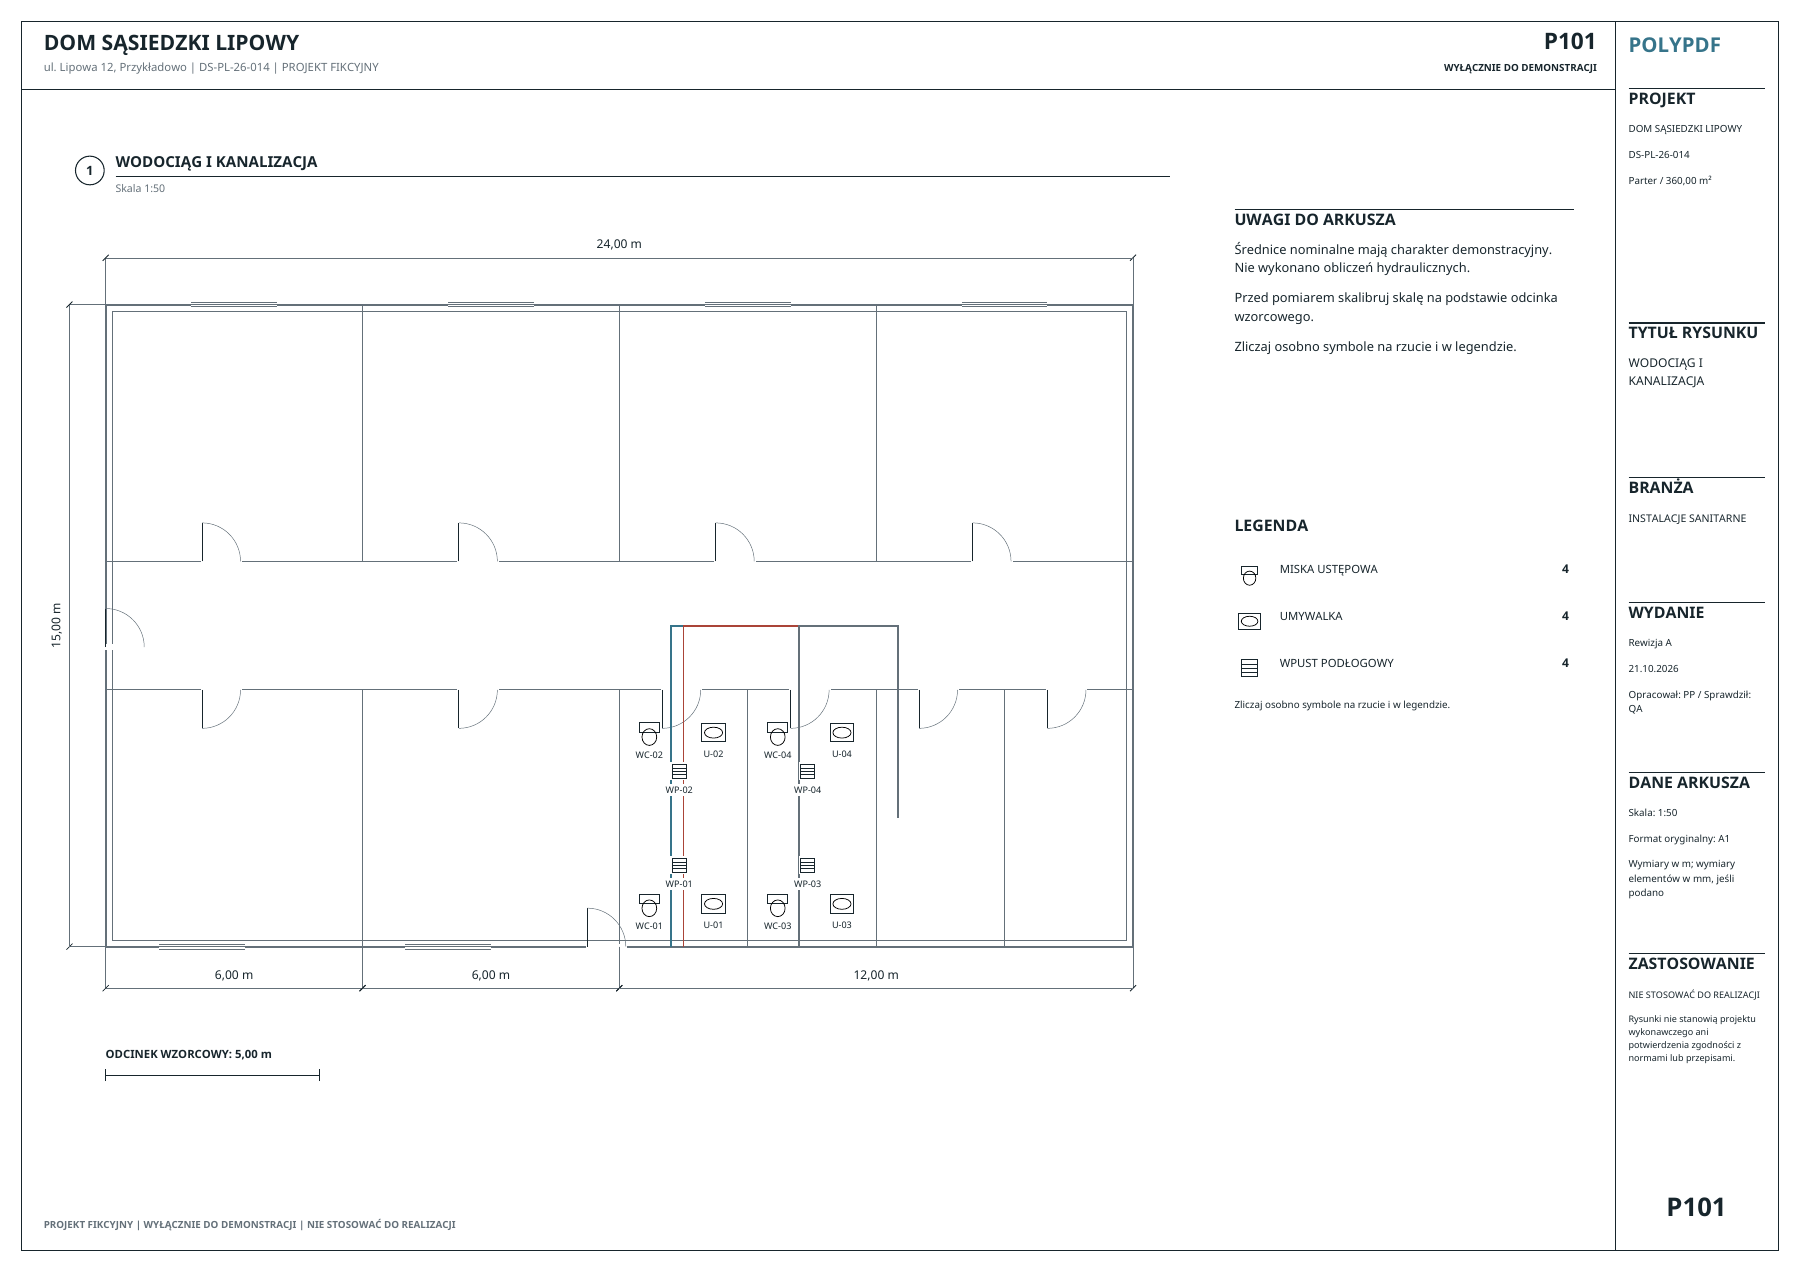 DOM SĄSIEDZKI LIPOWY
ul. Lipowa 12, Przykładowo | DS-PL-26-014 | PROJEKT FIKCYJNY
P101
WYŁĄCZNIE DO DEMONSTRACJI
1
WODOCIĄG I KANALIZACJA
Skala 1:50
24,00 m
15,00 m
WC-02
U-02
WC-04
U-04
WP-02
WP-04
WP-01
WP-03
WC-01
U-01
WC-03
U-03
6,00 m
6,00 m
12,00 m
ODCINEK WZORCOWY: 5,00 m
UWAGI DO ARKUSZA
Średnice nominalne mają charakter demonstracyjny.
Nie wykonano obliczeń hydraulicznych.
Przed pomiarem skalibruj skalę na podstawie odcinka
wzorcowego.
Zliczaj osobno symbole na rzucie i w legendzie.
LEGENDA
MISKA USTĘPOWA 4
UMYWALKA 4
WPUST PODŁOGOWY 4
Zliczaj osobno symbole na rzucie i w legendzie.
POLYPDF
PROJEKT
DOM SĄSIEDZKI LIPOWY
DS-PL-26-014
Parter / 360,00 m²
TYTUŁ RYSUNKU
WODOCIĄG I
KANALIZACJA
BRANŻA
INSTALACJE SANITARNE
WYDANIE
Rewizja A
21.10.2026
Opracował: PP / Sprawdził:
QA
DANE ARKUSZA
Skala: 1:50
Format oryginalny: A1
Wymiary w m; wymiary
elementów w mm, jeśli
podano
ZASTOSOWANIE
NIE STOSOWAĆ DO REALIZACJI
Rysunki nie stanowią projektu
wykonawczego ani
potwierdzenia zgodności z
normami lub przepisami.
P101
PROJEKT FIKCYJNY | WYŁĄCZNIE DO DEMONSTRACJI | NIE STOSOWAĆ DO REALIZACJI